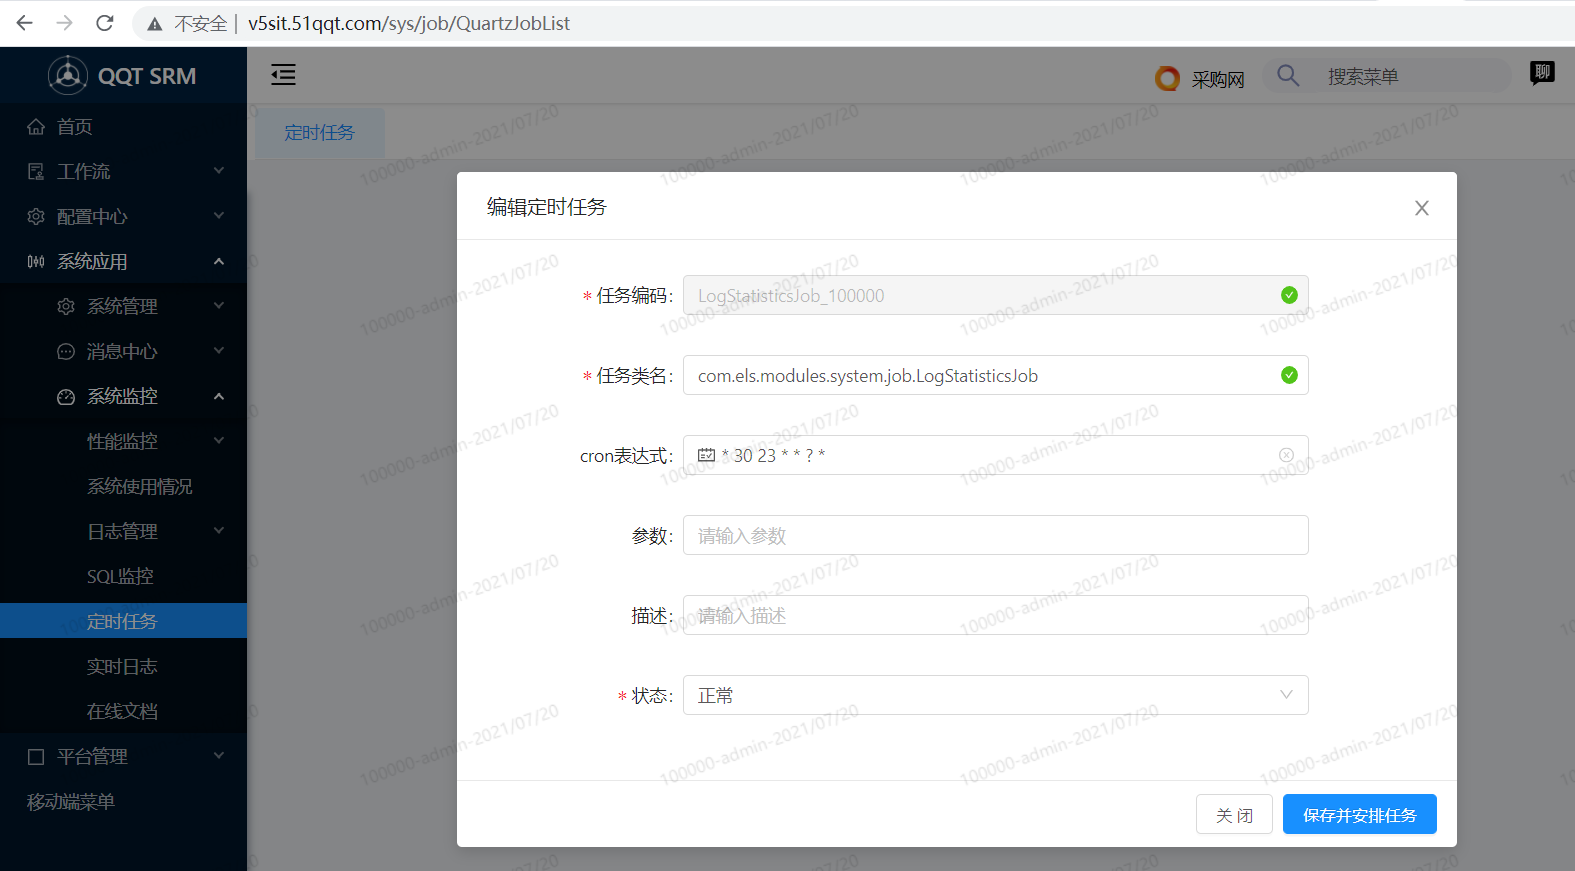 不安全 | v5sit.51qqt.com/sys/job/QuartzJobList
QQT SRM
采购网
搜索菜单
聊
首页
工作流
配置中心
系统应用
系统管理
消息中心
系统监控
性能监控
系统使用情况
日志管理
SQL监控
定时任务
实时日志
在线文档
平台管理
移动端菜单
定时任务
编辑定时任务
* 任务编码: LogStatisticsJob_100000
* 任务类名: com.els.modules.system.job.LogStatisticsJob
cron表达式: * 30 23 * * ? *
参数: 请输入参数
描述: 请输入描述
* 状态: 正常
关 闭
保存并安排任务
100000-admin-2021/07/20